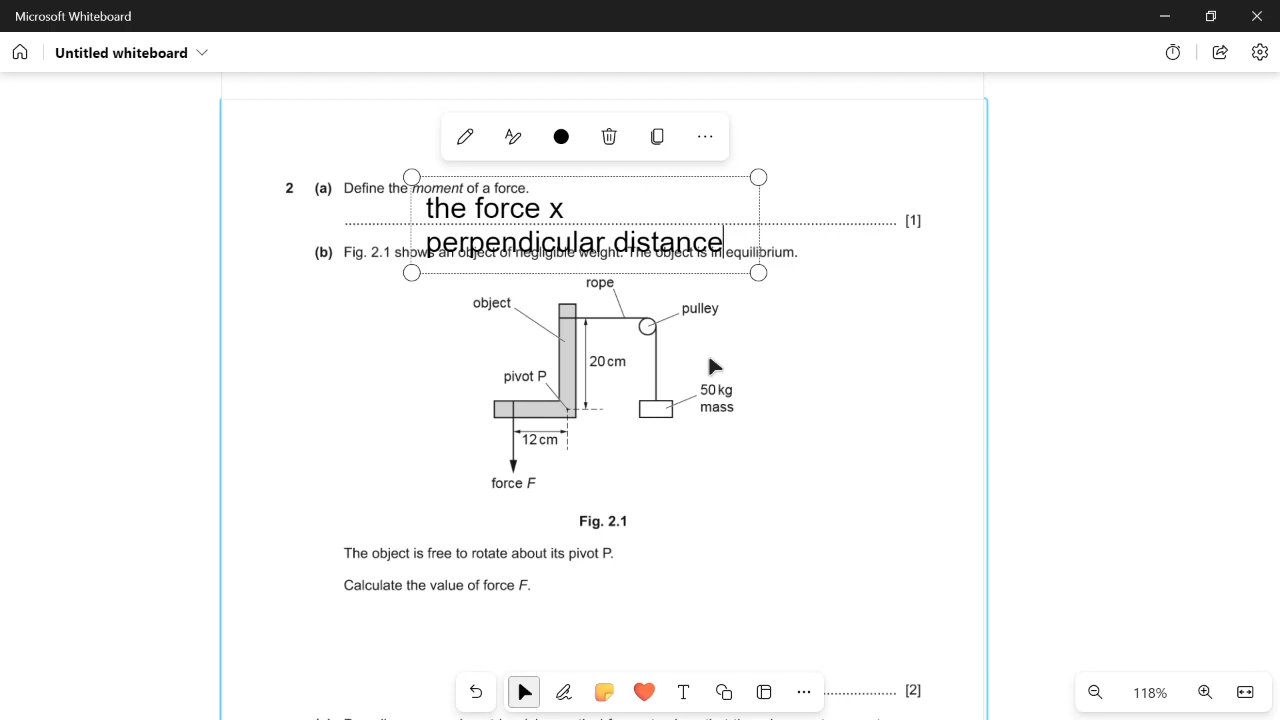 Microsoft Whiteboard
Untitled whiteboard
2 (a) Define the moment of a force.
the force x
perpendicular distance
[1]
(b) Fig. 2.1 shows an object of negligible weight. The object is in equilibrium.
rope
object
pulley
20 cm
pivot P
50 kg
mass
12 cm
force F
Fig. 2.1
The object is free to rotate about its pivot P.
Calculate the value of force F.
[2]
118%